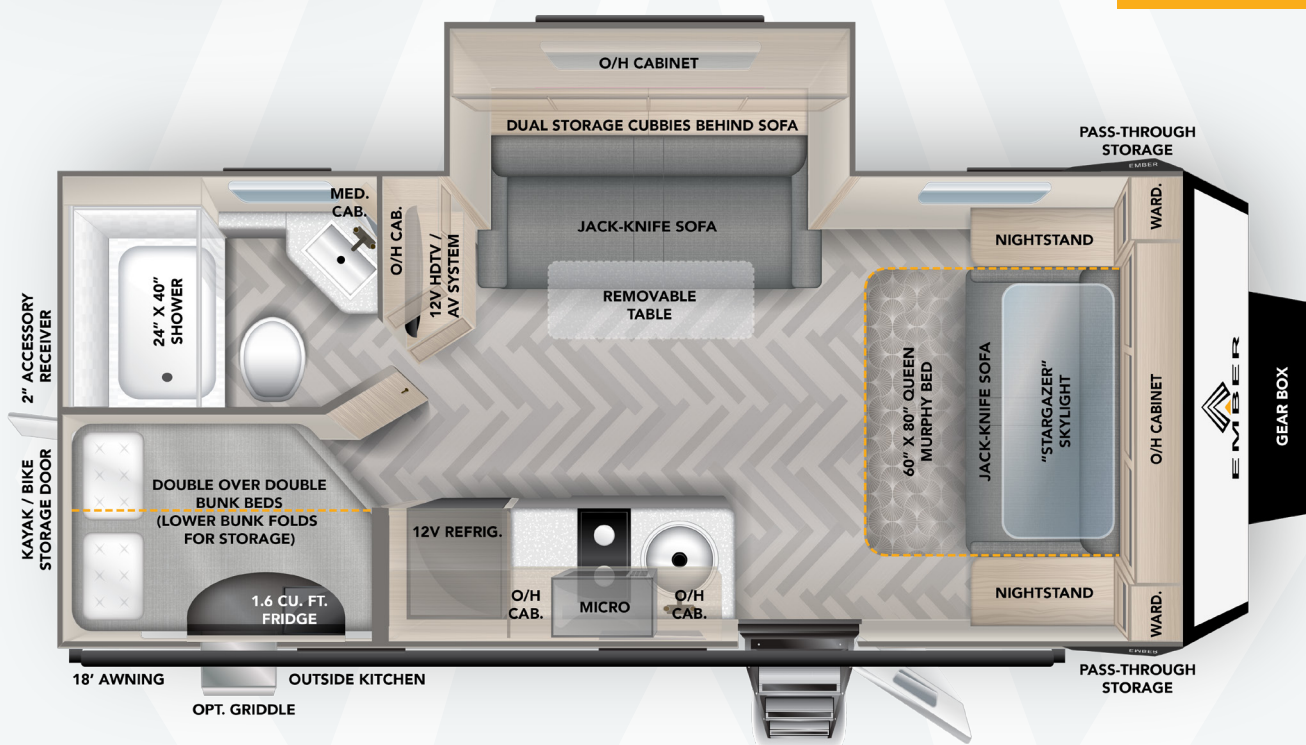 O/H CABINET
DUAL STORAGE CUBBIES BEHIND SOFA
PASS-THROUGH
STORAGE
EMBER
MED.
CAB.
O/H CAB.
12V HDTV /
AV SYSTEM
JACK-KNIFE SOFA
REMOVABLE
TABLE
NIGHTSTAND
WARD.
24” X 40”
SHOWER
2” ACCESSORY
RECEIVER
60” X 80” QUEEN
MURPHY BED
JACK-KNIFE SOFA
“STARGAZER”
SKYLIGHT
O/H CABINET
EMBER
GEAR BOX
KAYAK / BIKE
STORAGE DOOR
DOUBLE OVER DOUBLE
BUNK BEDS
(LOWER BUNK FOLDS
FOR STORAGE)
12V REFRIG.
1.6 CU. FT.
FRIDGE
O/H
CAB.
MICRO
O/H
CAB.
NIGHTSTAND
WARD.
EMBER
PASS-THROUGH
STORAGE
18’ AWNING
OUTSIDE KITCHEN
OPT. GRIDDLE